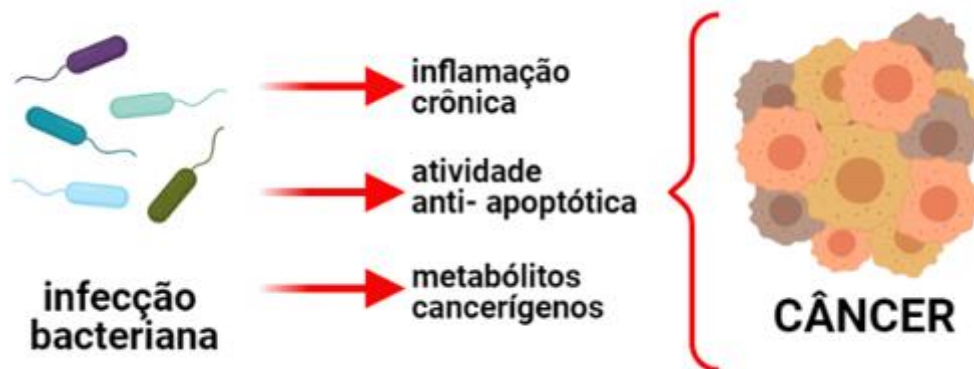 infecção
bacteriana
inflamação
crônica
atividade
anti- apoptótica
metabólitos
cancerígenos
CÂNCER